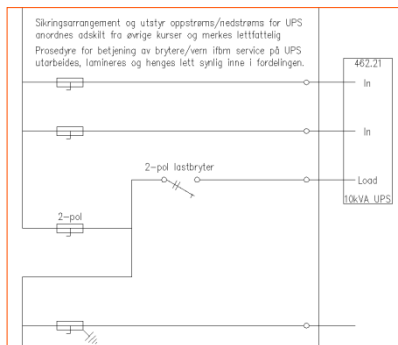 Sikringsarrangement og utstyr oppstrøms/nedstrøms for UPS
anordnes adskilt fra øvrige kurser og merkes lettfattelig
Prosedyre for betjening av brytere/vern ifbm service på UPS
utarbeides, lamineres og henges lett synlig inne i fordelingen.
462.21
In
In
2-pol lastbryter
Load
10kVA UPS
2-pol